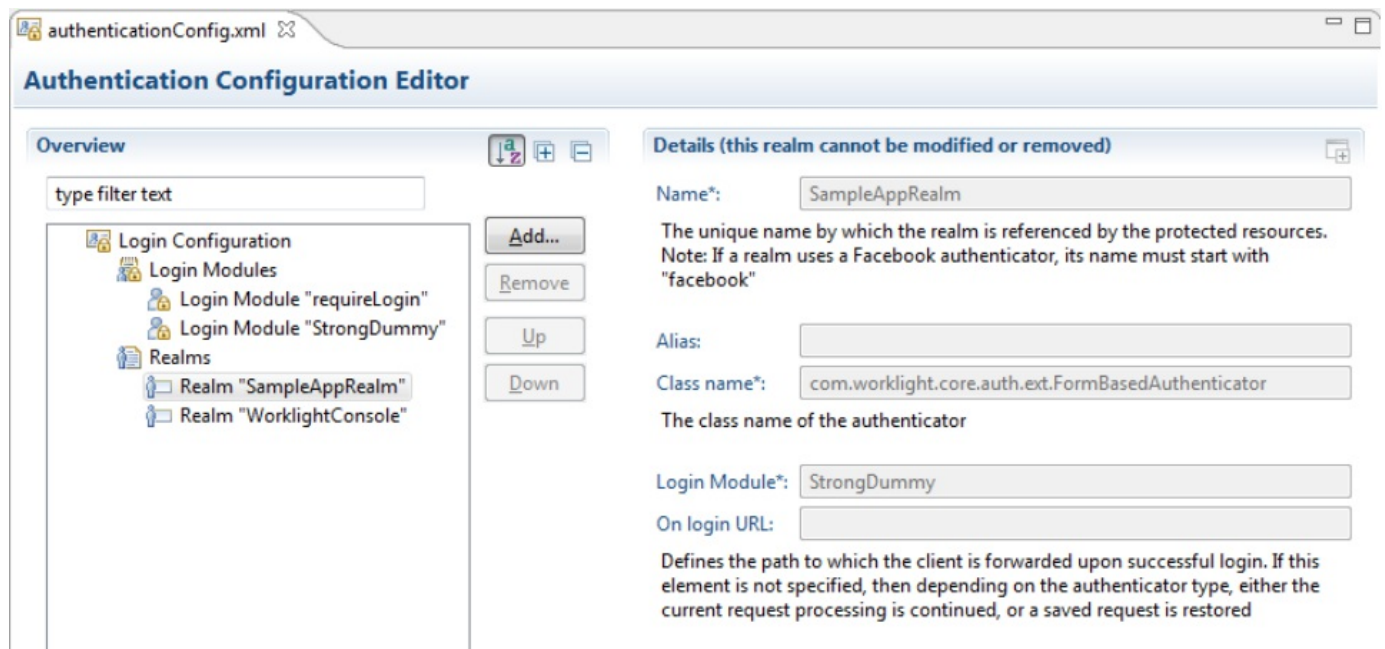 authenticationConfig.xml
Authentication Configuration Editor
Overview
type filter text
Login Configuration
Login Modules
Login Module "requireLogin"
Login Module "StrongDummy"
Realms
Realm "SampleAppRealm"
Realm "WorklightConsole"
Add...
Remove
Up
Down
Details (this realm cannot be modified or removed)
Name*: SampleAppRealm
The unique name by which the realm is referenced by the protected resources.
Note: If a realm uses a Facebook authenticator, its name must start with
"facebook"
Alias:
Class name*: com.worklight.core.auth.ext.FormBasedAuthenticator
The class name of the authenticator
Login Module*: StrongDummy
On login URL:
Defines the path to which the client is forwarded upon successful login. If this
element is not specified, then depending on the authenticator type, either the
current request processing is continued, or a saved request is restored